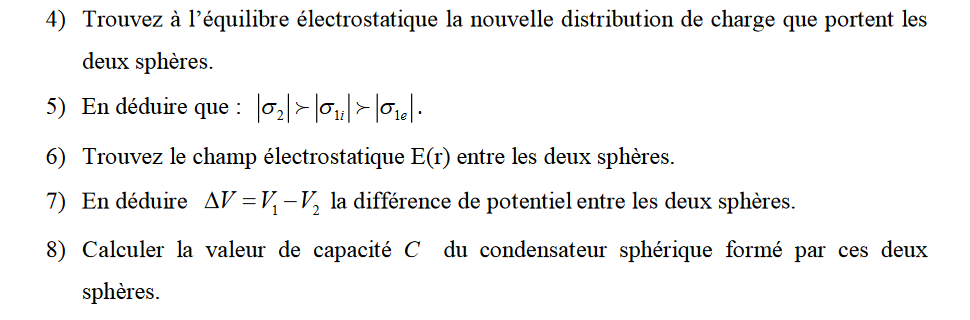 4) Trouvez à l’équilibre électrostatique la nouvelle distribution de charge que portent les
deux sphères.
5) En déduire que : |σ₂| ≻ |σ₁ᵢ| ≻ |σ₁ₑ|.
6) Trouvez le champ électrostatique E(r) entre les deux sphères.
7) En déduire ΔV = V₁ − V₂ la différence de potentiel entre les deux sphères.
8) Calculer la valeur de capacité C du condensateur sphérique formé par ces deux
sphères.